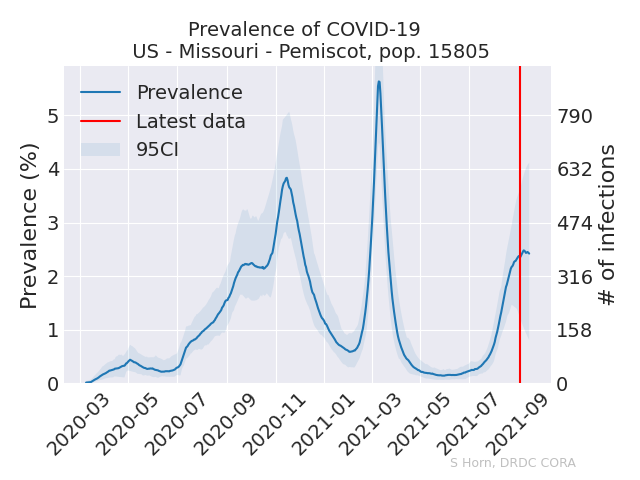 Prevalence of COVID-19
US - Missouri - Pemiscot, pop. 15805
Prevalence
Latest data
95CI
Prevalence (%)
5
4
3
2
1
0
790
632
474
316
158
0
# of infections
2020-03
2020-05
2020-07
2020-09
2020-11
2021-01
2021-03
2021-05
2021-07
2021-09
S Horn, DRDC CORA